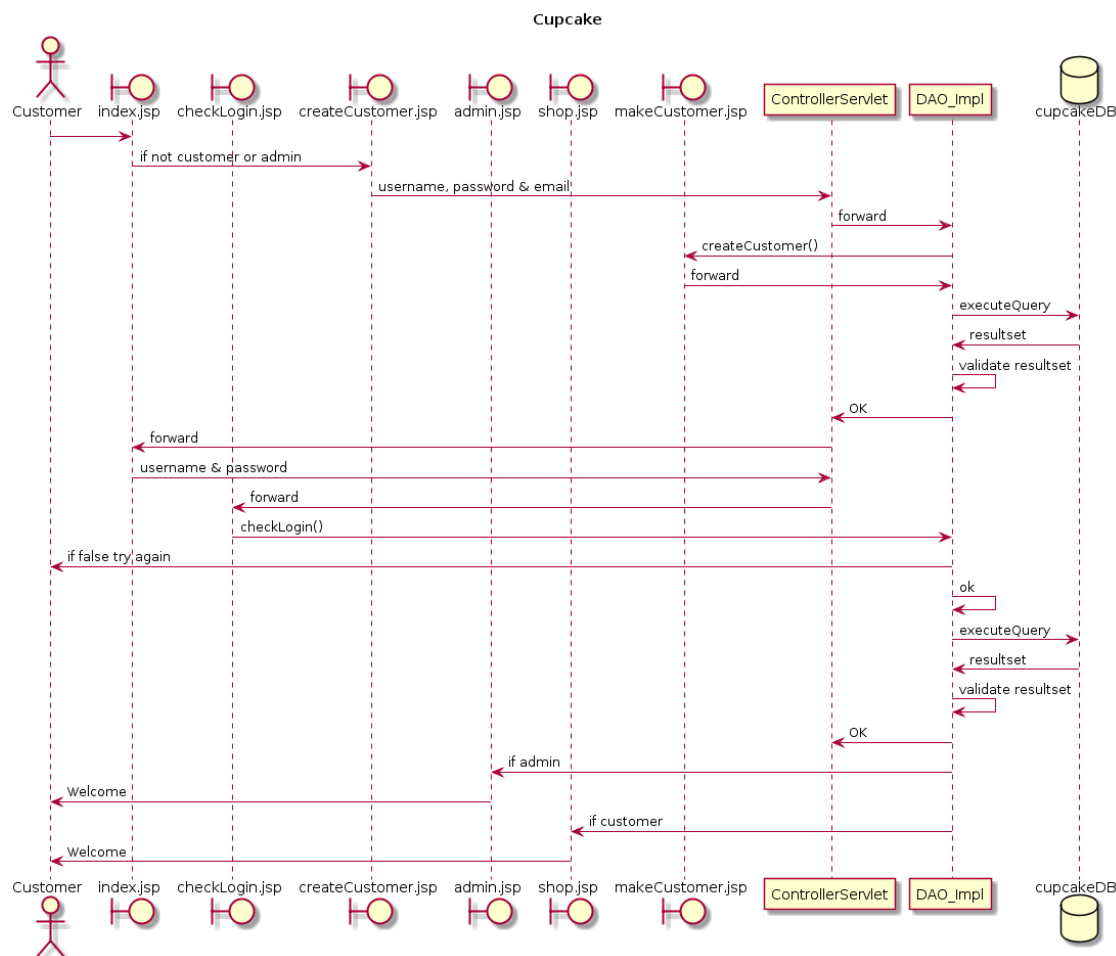 Cupcake
Customer
index.jsp
checkLogin.jsp
createCustomer.jsp
admin.jsp
shop.jsp
makeCustomer.jsp
ControllerServlet
DAO_Impl
cupcakeDB
if not customer or admin
username, password & email
forward
createCustomer()
forward
executeQuery
resultset
validate resultset
OK
forward
username & password
forward
checkLogin()
if false try again
ok
executeQuery
resultset
validate resultset
OK
if admin
Welcome
if customer
Welcome
Customer
index.jsp
checkLogin.jsp
createCustomer.jsp
admin.jsp
shop.jsp
makeCustomer.jsp
ControllerServlet
DAO_Impl
cupcakeDB